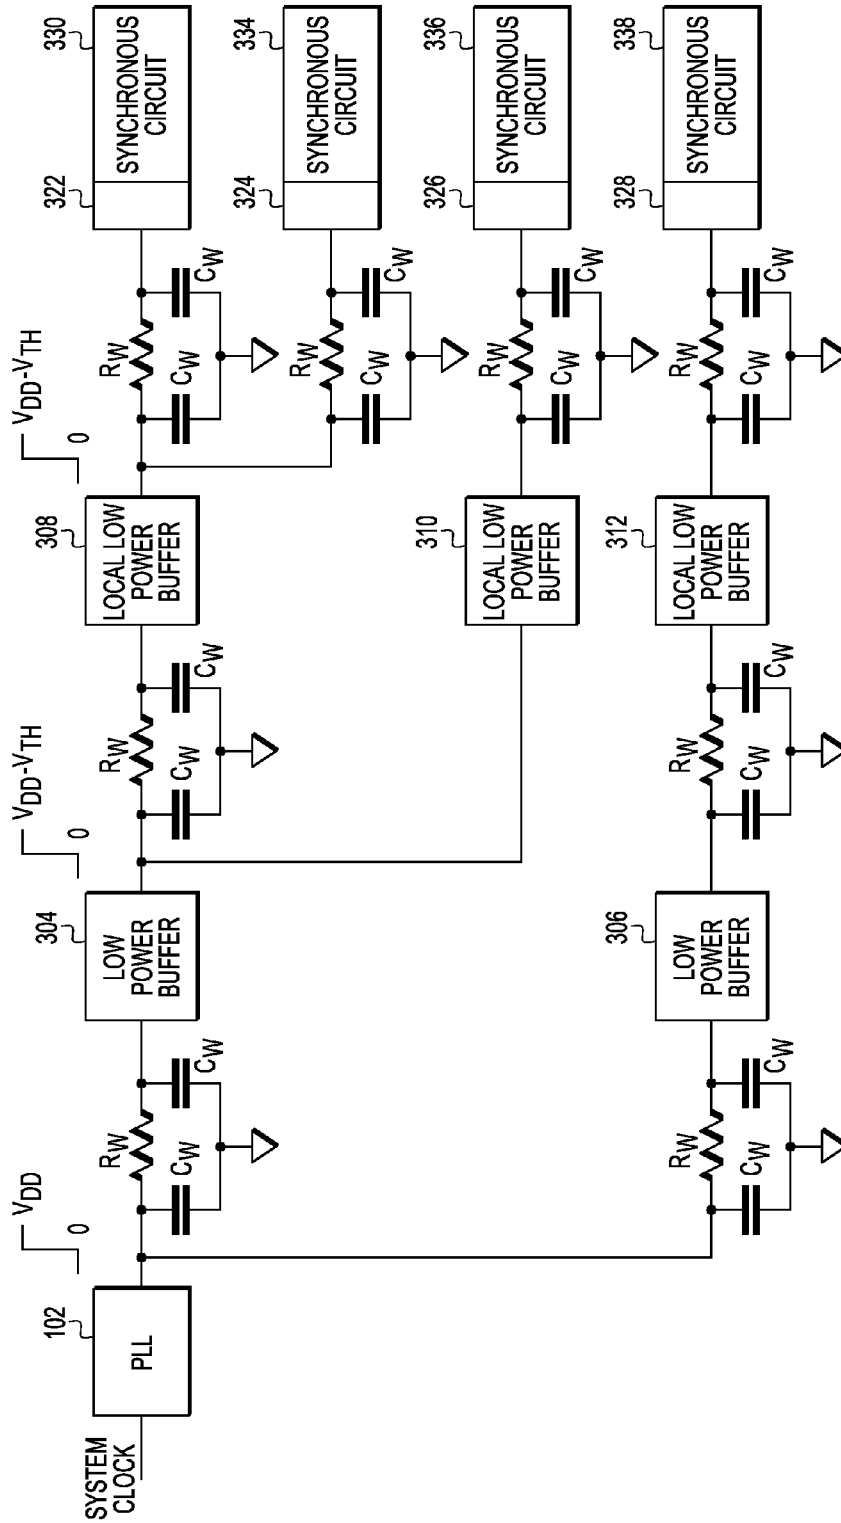 SYSTEM
CLOCK
102
PLL
V_DD
0
R_W
C_W
C_W
R_W
C_W
C_W
304
LOW
POWER
BUFFER
306
LOW
POWER
BUFFER
V_DD-V_TH
0
R_W
C_W
C_W
R_W
C_W
C_W
308
LOCAL LOW
POWER
BUFFER
310
LOCAL LOW
POWER
BUFFER
312
LOCAL LOW
POWER
BUFFER
V_DD-V_TH
0
R_W
C_W
C_W
R_W
C_W
C_W
R_W
C_W
C_W
R_W
C_W
C_W
322
330
SYNCHRONOUS
CIRCUIT
324
334
SYNCHRONOUS
CIRCUIT
326
336
SYNCHRONOUS
CIRCUIT
328
338
SYNCHRONOUS
CIRCUIT